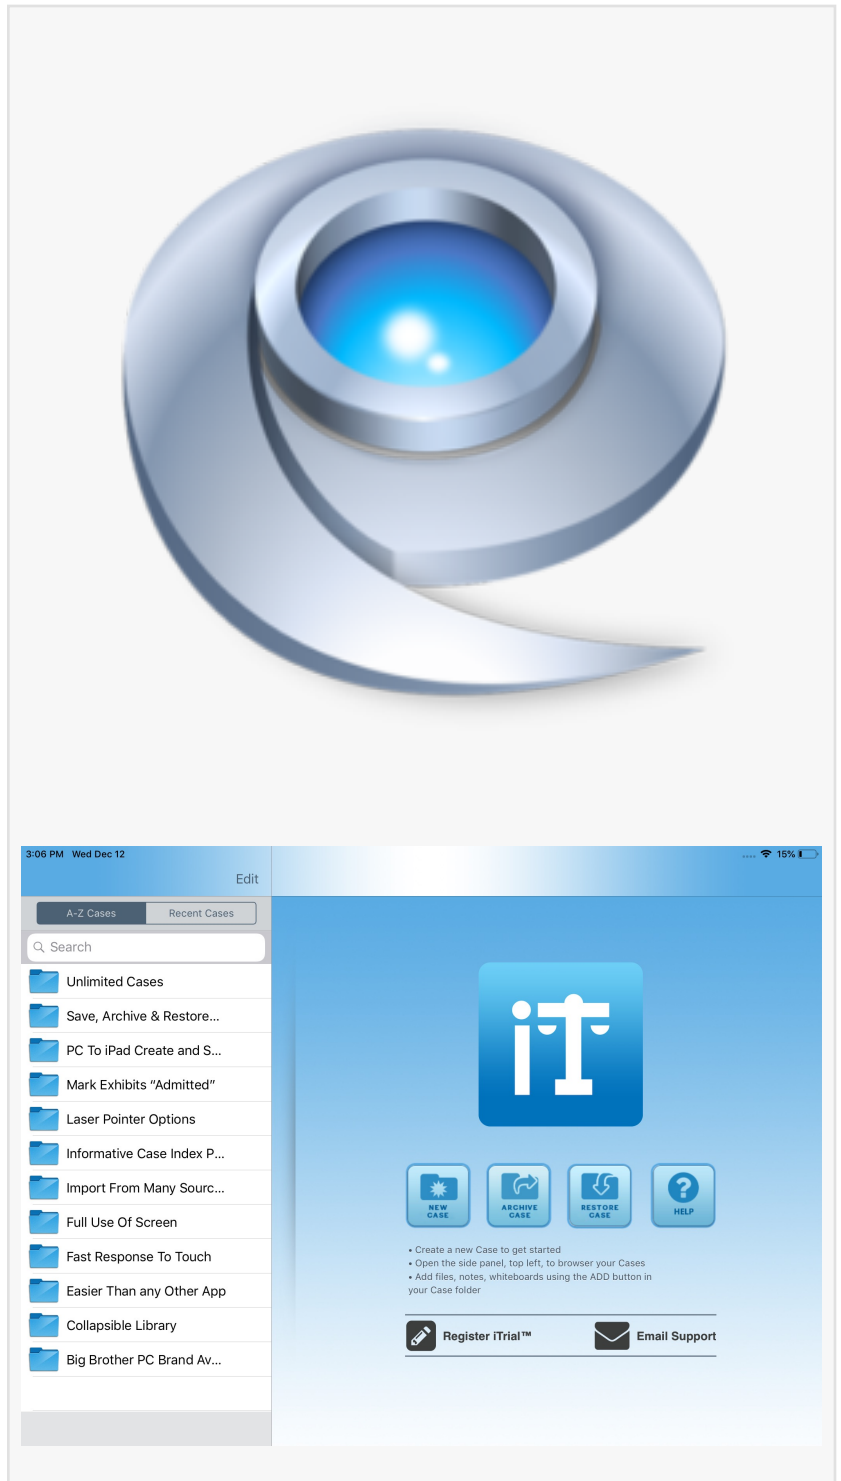 3:06 PM Wed Dec 12
15%
Edit
A-Z Cases
Recent Cases
Search
Unlimited Cases
Save, Archive & Restore...
PC To iPad Create and S...
Mark Exhibits “Admitted”
Laser Pointer Options
Informative Case Index P...
Import From Many Sourc...
Full Use Of Screen
Fast Response To Touch
Easier Than any Other App
Collapsible Library
Big Brother PC Brand Av...
iT
NEW
CASE
ARCHIVE
CASE
RESTORE
CASE
HELP
• Create a new Case to get started
• Open the side panel, top left, to browser your Cases
• Add files, notes, whiteboards using the ADD button in
your Case folder
Register iTrial™
Email Support